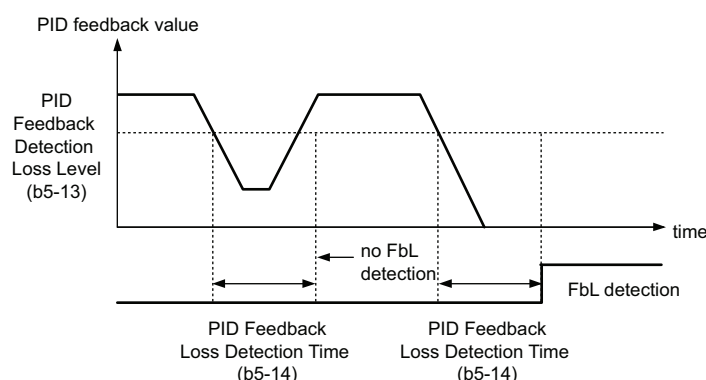 PID feedback value
PID
Feedback
Detection
Loss Level
(b5-13)
time
no FbL
detection
FbL detection
PID Feedback
Loss Detection Time
(b5-14)
PID Feedback
Loss Detection Time
(b5-14)